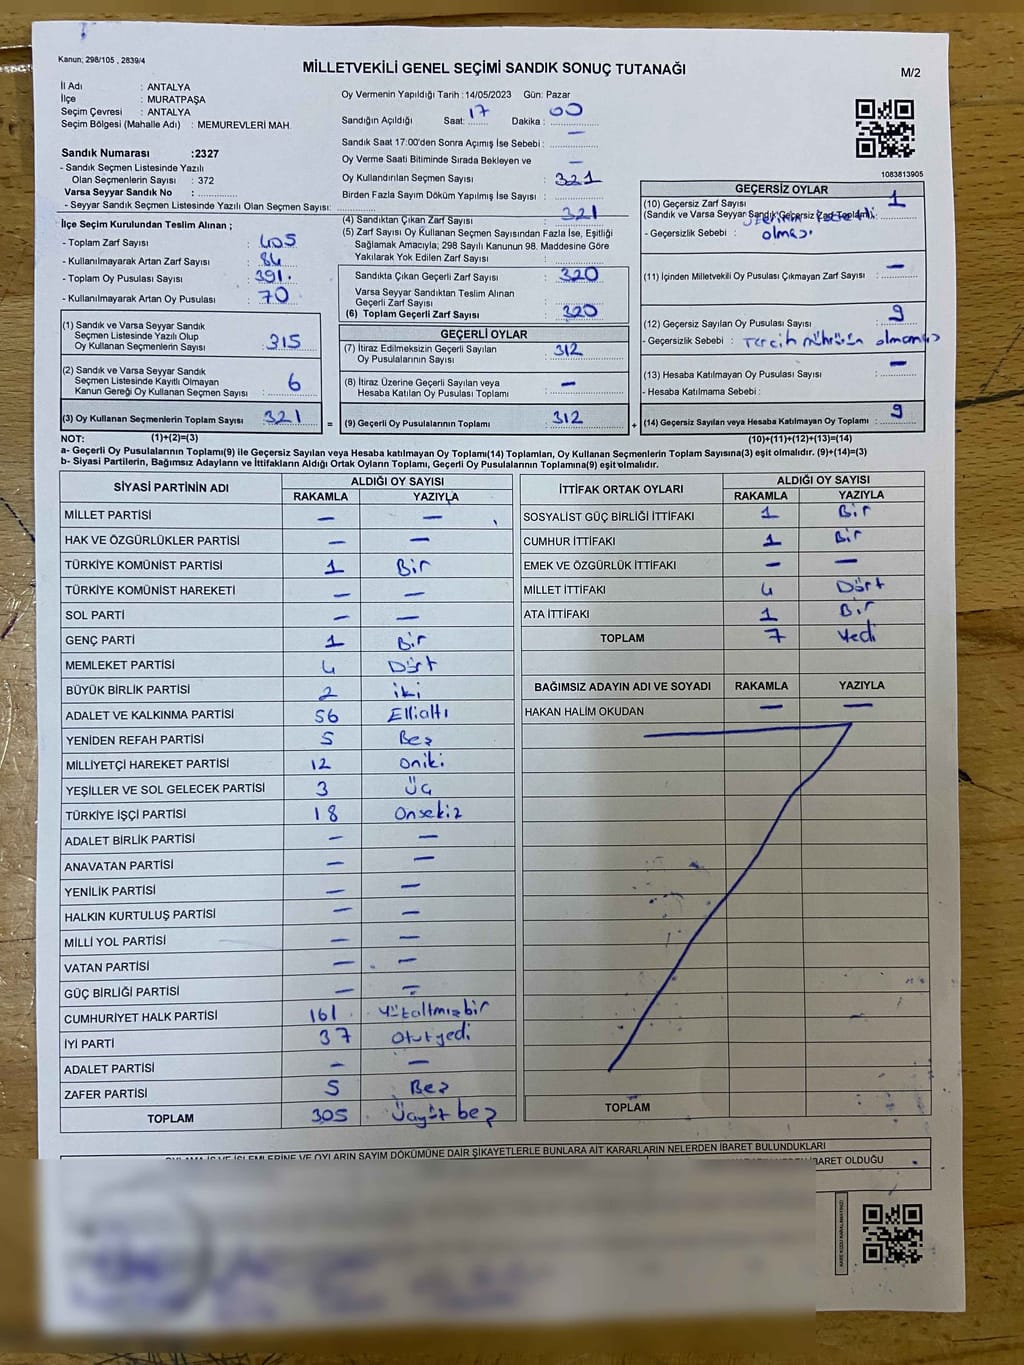 Kanun; 298/105 , 2839/4
MİLLETVEKİLİ GENEL SEÇİMİ SANDIK SONUÇ TUTANAĞI
M/2
İl Adı : ANTALYA
İlçe : MURATPAŞA
Seçim Çevresi : ANTALYA
Seçim Bölgesi (Mahalle Adı) : MEMUREVLERİ MAH.
Sandık Numarası :2327
- Sandık Seçmen Listesinde Yazılı
Olan Seçmenlerin Sayısı : 372
Varsa Seyyar Sandık No :
- Seyyar Sandık Seçmen Listesinde Yazılı Olan Seçmen Sayısı:
İlçe Seçim Kurulundan Teslim Alınan ;
- Toplam Zarf Sayısı : 405
- Kullanılmayarak Artan Zarf Sayısı : 84
- Toplam Oy Pusulası Sayısı : 391.
- Kullanılmayarak Artan Oy Pusulası : 70
(1) Sandık ve Varsa Seyyar Sandık
Seçmen Listesinde Yazılı Olup
Oy Kullanan Seçmenlerin Sayısı : 315
(2) Sandık ve Varsa Seyyar Sandık
Seçmen Listesinde Kayıtlı Olmayan
Kanun Gereği Oy Kullanan Seçmen Sayısı : 6
(3) Oy Kullanan Seçmenlerin Toplam Sayısı : 321
Oy Vermenin Yapıldığı Tarih :14/05/2023 Gün: Pazar
Sandığın Açıldığı Saat: 17 Dakika : 00
Sandık Saat 17:00'den Sonra Açımış İse Sebebi : —
Oy Verme Saati Bitiminde Sırada Bekleyen ve
Oy Kullandırılan Seçmen Sayısı : —
Birden Fazla Sayım Döküm Yapılmış İse Sayısı : 321
(4) Sandıktan Çıkan Zarf Sayısı : 321
(5) Zarf Sayısı Oy Kullanan Seçmen Sayısından Fazla İse, Eşitliği
Sağlamak Amacıyla; 298 Sayılı Kanunun 98. Maddesine Göre
Yakılarak Yok Edilen Zarf Sayısı :
Sandıkta Çıkan Geçerli Zarf Sayısı : 320
Varsa Seyyar Sandıktan Teslim Alınan
Geçerli Zarf Sayısı :
(6) Toplam Geçerli Zarf Sayısı : 320
GEÇERLİ OYLAR
(7) İtiraz Edilmeksizin Geçerli Sayılan
Oy Pusulalarının Sayısı : 312
(8) İtiraz Üzerine Geçerli Sayılan veya
Hesaba Katılan Oy Pusulası Toplamı : —
= (9) Geçerli Oy Pusulalarının Toplamı : 312
1083813905
GEÇERSİZ OYLAR
(10) Geçersiz Zarf Sayısı
(Sandık ve Varsa Seyyar Sandık Geçersiz Zarf Toplamı): 1
- Geçersizlik Sebebi : olması.
(11) İçinden Milletvekili Oy Pusulası Çıkmayan Zarf Sayısı : —
(12) Geçersiz Sayılan Oy Pusulası Sayısı : 9
- Geçersizlik Sebebi : Tercih mührünün olmaması
(13) Hesaba Katılmayan Oy Pusulası Sayısı : —
- Hesaba Katılmama Sebebi :
+ (14) Geçersiz Sayılan veya Hesaba Katılmayan Oy Toplamı : 9
NOT: (1)+(2)=(3) (10)+(11)+(12)+(13)=(14)
a- Geçerli Oy Pusulalarının Toplamı(9) ile Geçersiz Sayılan veya Hesaba katılmayan Oy Toplamı(14) Toplamları, Oy Kullanan Seçmenlerin Toplam Sayısına(3) eşit olmalıdır. (9)+(14)=(3)
b- Siyasi Partilerin, Bağımsız Adayların ve İttifakların Aldığı Ortak Oyların Toplamı, Geçerli Oy Pusulalarının Toplamına(9) eşit olmalıdır.
SİYASİ PARTİNİN ADI ALDIĞI OY SAYISI
RAKAMLA YAZIYLA
MİLLET PARTİSİ — —
HAK VE ÖZGÜRLÜKLER PARTİSİ — —
TÜRKİYE KOMÜNİST PARTİSİ 1 Bir
TÜRKİYE KOMÜNİST HAREKETİ — —
SOL PARTİ — —
GENÇ PARTİ 1 Bir
MEMLEKET PARTİSİ 4 Dört
BÜYÜK BİRLİK PARTİSİ 2 iki
ADALET VE KALKINMA PARTİSİ 56 Ellialtı
YENİDEN REFAH PARTİSİ 5 Beş
MİLLİYETÇİ HAREKET PARTİSİ 12 oniki
YEŞİLLER VE SOL GELECEK PARTİSİ 3 Üç
TÜRKİYE İŞÇİ PARTİSİ 18 Onsekiz
ADALET BİRLİK PARTİSİ — —
ANAVATAN PARTİSİ — —
YENİLİK PARTİSİ — —
HALKIN KURTULUŞ PARTİSİ — —
MİLLİ YOL PARTİSİ — —
VATAN PARTİSİ — —
GÜÇ BİRLİĞİ PARTİSİ — —
CUMHURİYET HALK PARTİSİ 161 Yüzaltmışbir
İYİ PARTİ 37 Otuzyedi
ADALET PARTİSİ — —
ZAFER PARTİSİ 5 Beş
TOPLAM 305 Üçyüzbeş
İTTİFAK ORTAK OYLARI ALDIĞI OY SAYISI
RAKAMLA YAZIYLA
SOSYALİST GÜÇ BİRLİĞİ İTTİFAKI 1 Bir
CUMHUR İTTİFAKI 1 Bir
EMEK VE ÖZGÜRLÜK İTTİFAKI — —
MİLLET İTTİFAKI 4 Dört
ATA İTTİFAKI 1 Bir
TOPLAM 7 Yedi
BAĞIMSIZ ADAYIN ADI VE SOYADI RAKAMLA YAZIYLA
HAKAN HALİM OKUDAN — —
TOPLAM
OYLAMA İŞ VE İŞLEMLERİNE VE OYLARIN SAYIM DÖKÜMÜNE DAİR ŞİKAYETLERLE BUNLARA AİT KARARLARIN NELERDEN İBARET BULUNDUKLARI
İBARET OLDUĞU